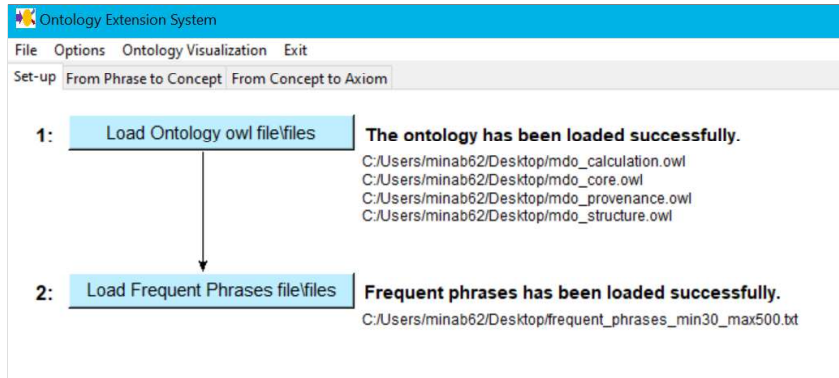 Ontology Extension System
File Options Ontology Visualization Exit
Set-up From Phrase to Concept From Concept to Axiom
1: Load Ontology owl file\files The ontology has been loaded successfully.
C:/Users/minab62/Desktop/mdo_calculation.owl
C:/Users/minab62/Desktop/mdo_core.owl
C:/Users/minab62/Desktop/mdo_provenance.owl
C:/Users/minab62/Desktop/mdo_structure.owl
2: Load Frequent Phrases file\files Frequent phrases has been loaded successfully.
C:/Users/minab62/Desktop/frequent_phrases_min30_max500.txt